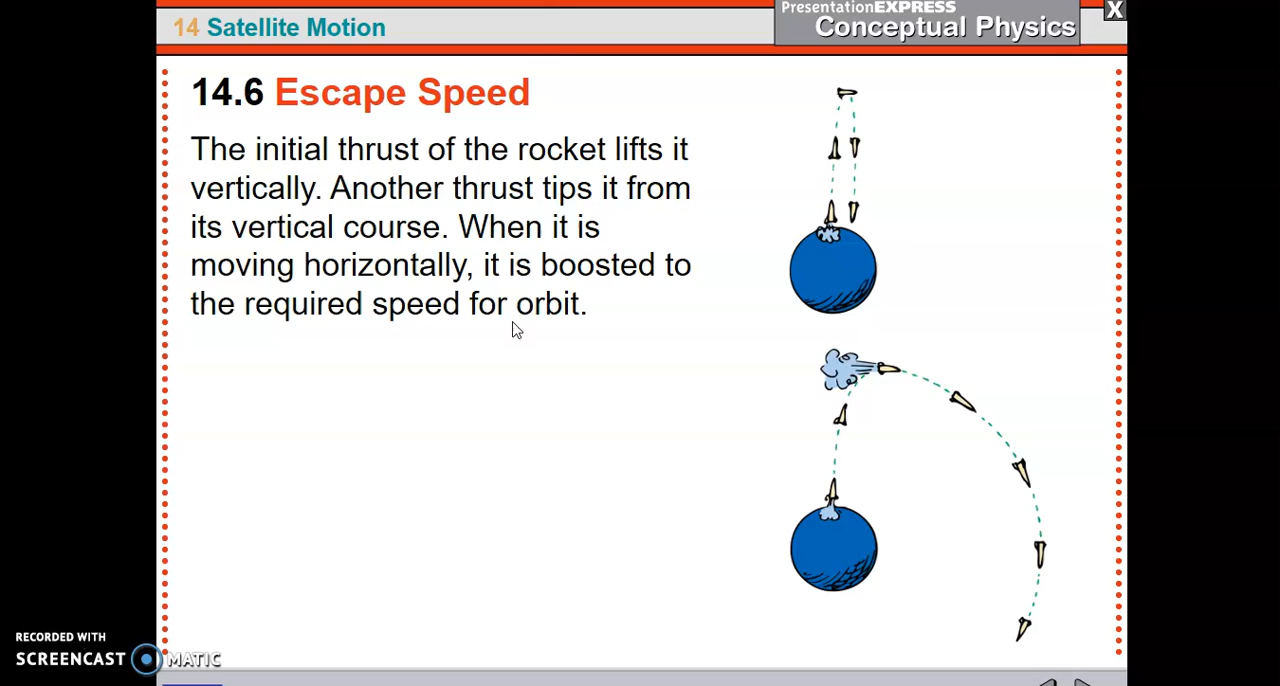 14 Satellite Motion
PresentationEXPRESS
Conceptual Physics
X
14.6 Escape Speed
The initial thrust of the rocket lifts it
vertically. Another thrust tips it from
its vertical course. When it is
moving horizontally, it is boosted to
the required speed for orbit.
RECORDED WITH
SCREENCAST MATIC